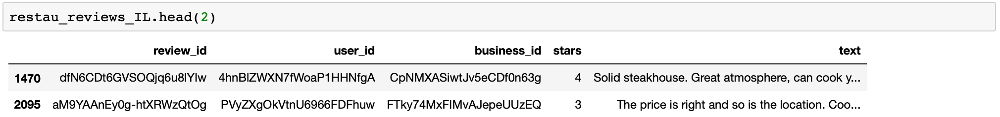 restau_reviews_IL.head(2)
review_id user_id business_id stars text
1470 dfN6CDt6GVSOQjq6u8lYIw 4hnBlZWXN7fWoaP1HHNfgA CpNMXASiwtJv5eCDf0n63g 4 Solid steakhouse. Great atmosphere, can cook y...
2095 aM9YAAnEy0g-htXRWzQtOg PVyZXgOkVtnU6966FDFhuw FTky74MxFIMvAJepeUUzEQ 3 The price is right and so is the location. Coo...